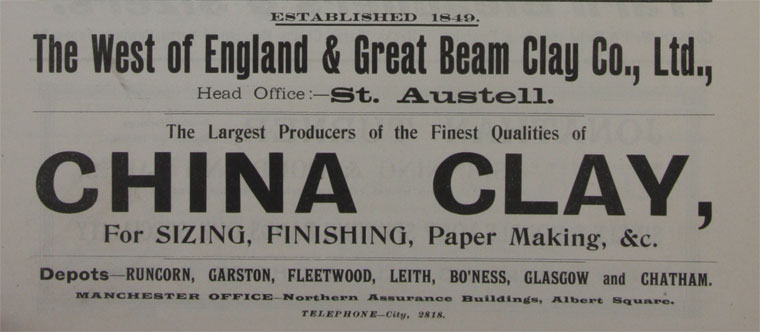 ESTABLISHED 1849.
The West of England & Great Beam Clay Co., Ltd.,
Head Office:—St. Austell.
The Largest Producers of the Finest Qualities of
CHINA CLAY,
For SIZING, FINISHING, Paper Making, &c.
Depots—RUNCORN, GARSTON, FLEETWOOD, LEITH, BO'NESS, GLASGOW and CHATHAM.
MANCHESTER OFFICE—Northern Assurance Buildings, Albert Square.
TELEPHONE—City, 2818.